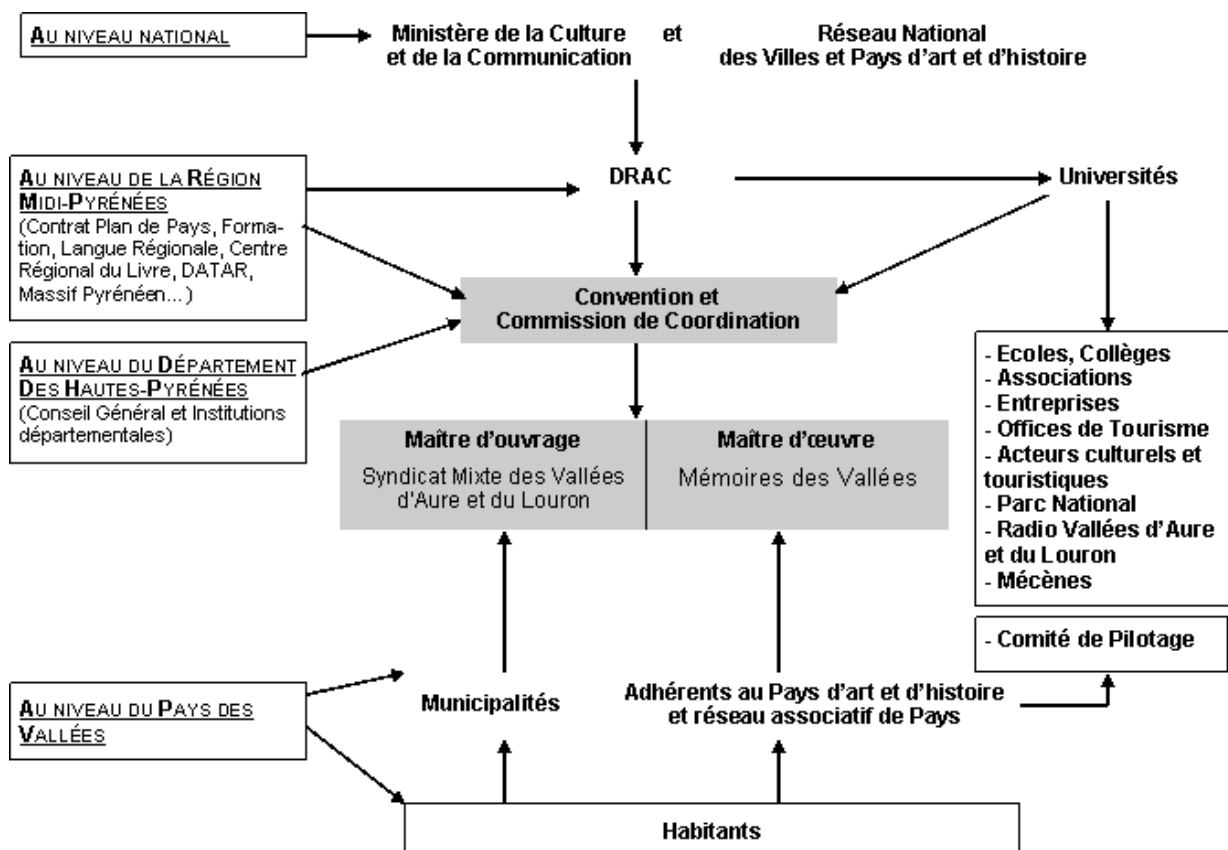 AU NIVEAU NATIONAL
Ministère de la Culture
et de la Communication
et
Réseau National
des Villes et Pays d'art et d'histoire
AU NIVEAU DE LA RÉGION
MIDI-PYRÉNÉES
(Contrat Plan de Pays, Forma-
tion, Langue Régionale, Centre
Régional du Livre, DATAR,
Massif Pyrénéen... )
DRAC
Universités
Convention et
Commission de Coordination
AU NIVEAU DU DÉPARTEMENT
DES HAUTES-PYRÉNÉES
(Conseil Général et Institutions
départementales)
Maître d'ouvrage
Syndicat Mixte des Vallées
d'Aure et du Louron
Maître d'œuvre
Mémoires des Vallées
- Ecoles, Collèges
- Associations
- Entreprises
- Offices de Tourisme
- Acteurs culturels et
touristiques
- Parc National
- Radio Vallées d'Aure
et du Louron
- Mécènes
- Comité de Pilotage
AU NIVEAU DU PAYS DES
VALLÉES
Municipalités
Adhérents au Pays d'art et d'histoire
et réseau associatif de Pays
Habitants